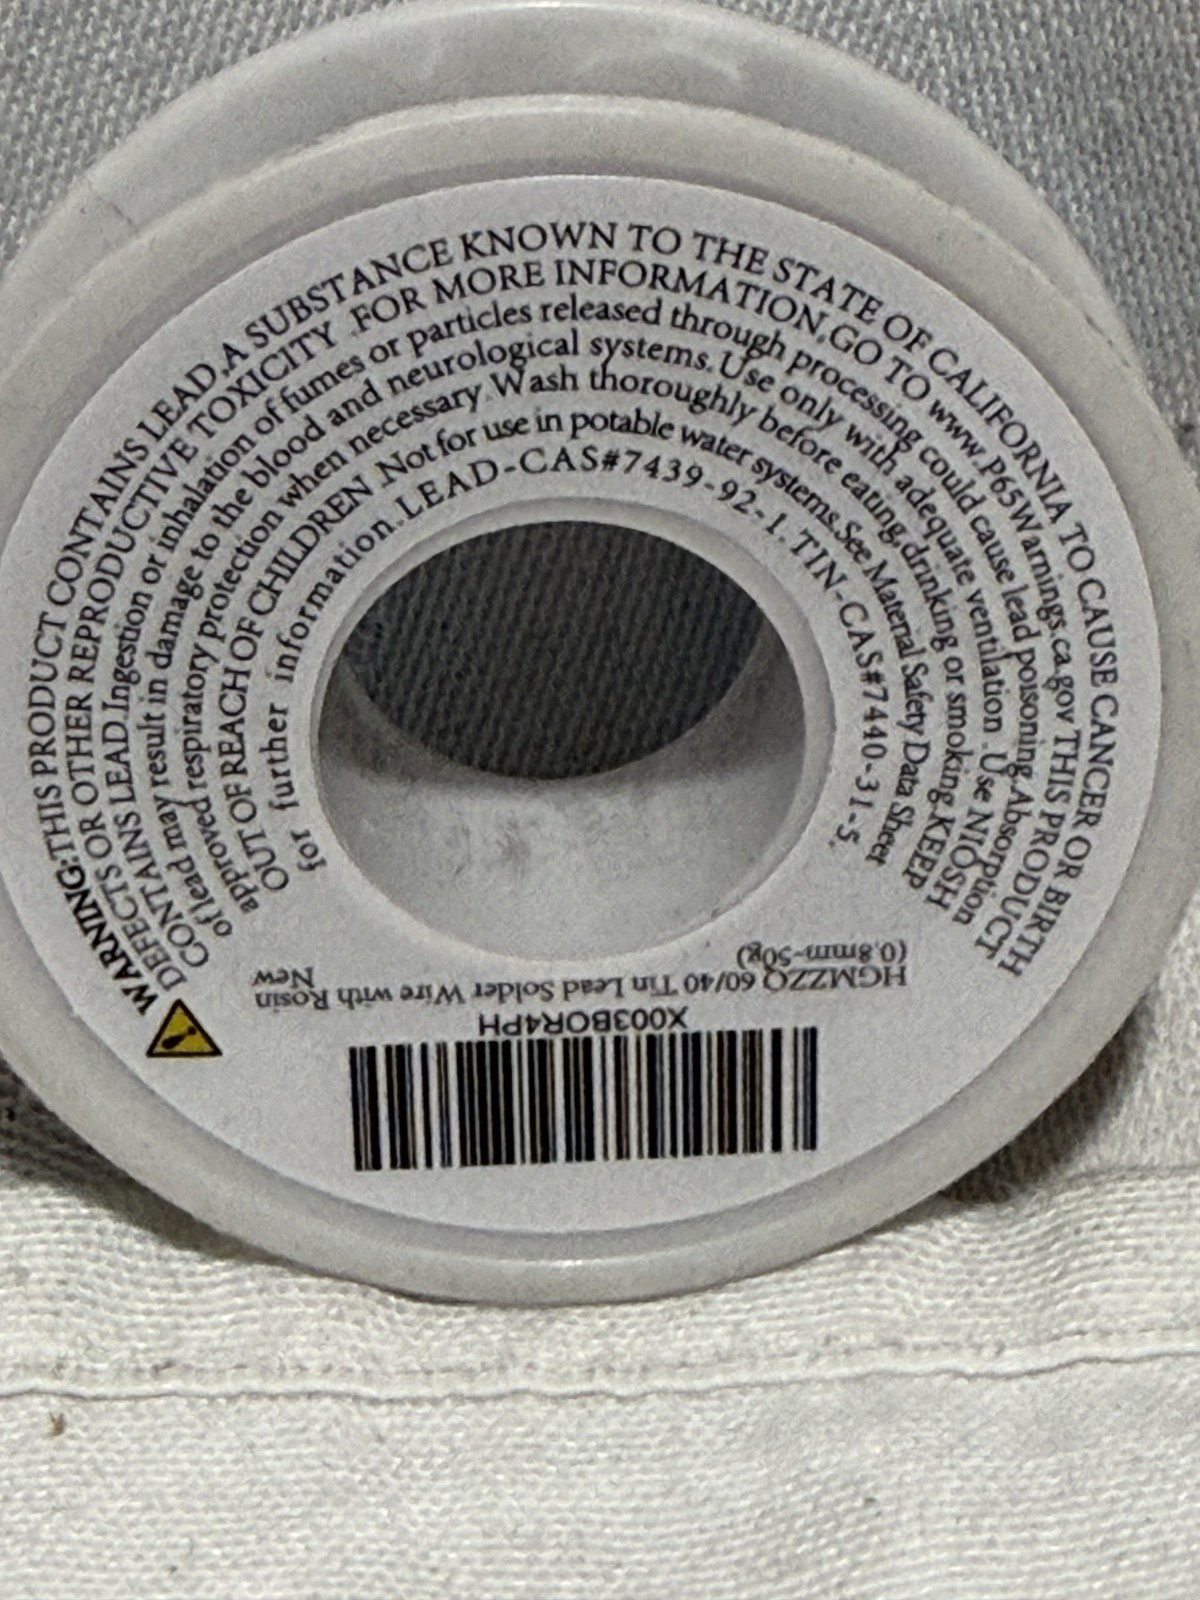 WARNING:THIS PRODUCT CONTAINS LEAD,A SUBSTANCE KNOWN TO THE STATE OF CALIFORNIA TO CAUSE CANCER OR BIRTH
DEFECTS OR OTHER REPRODUCTIVE TOXICITY .FOR MORE INFORMATION,GO TO www.P65Warnings.ca.gov THIS PRODUCT
CONTAINS LEAD.Ingestion or inhalation of fumes or particles released through processing could cause lead poisoning.Absorption
of lead may result in damage to the blood and neurological systems. Use only with adequate ventilation .Use NIOSH
approved respiratory protection when necessary.Wash thoroughly before eating,drinking or smoking.KEEP
OUT OF REACH OF CHILDREN .Not for use in potable water systems.See Material Safety Data Sheet
for further information. LEAD-CAS#7439-92-1. TIN-CAS#7440-31-5.
X003BOR4PH
HGMZZQ 60/40 Tin Lead Solder Wire with Rosin
(0.8mm-50g)
New